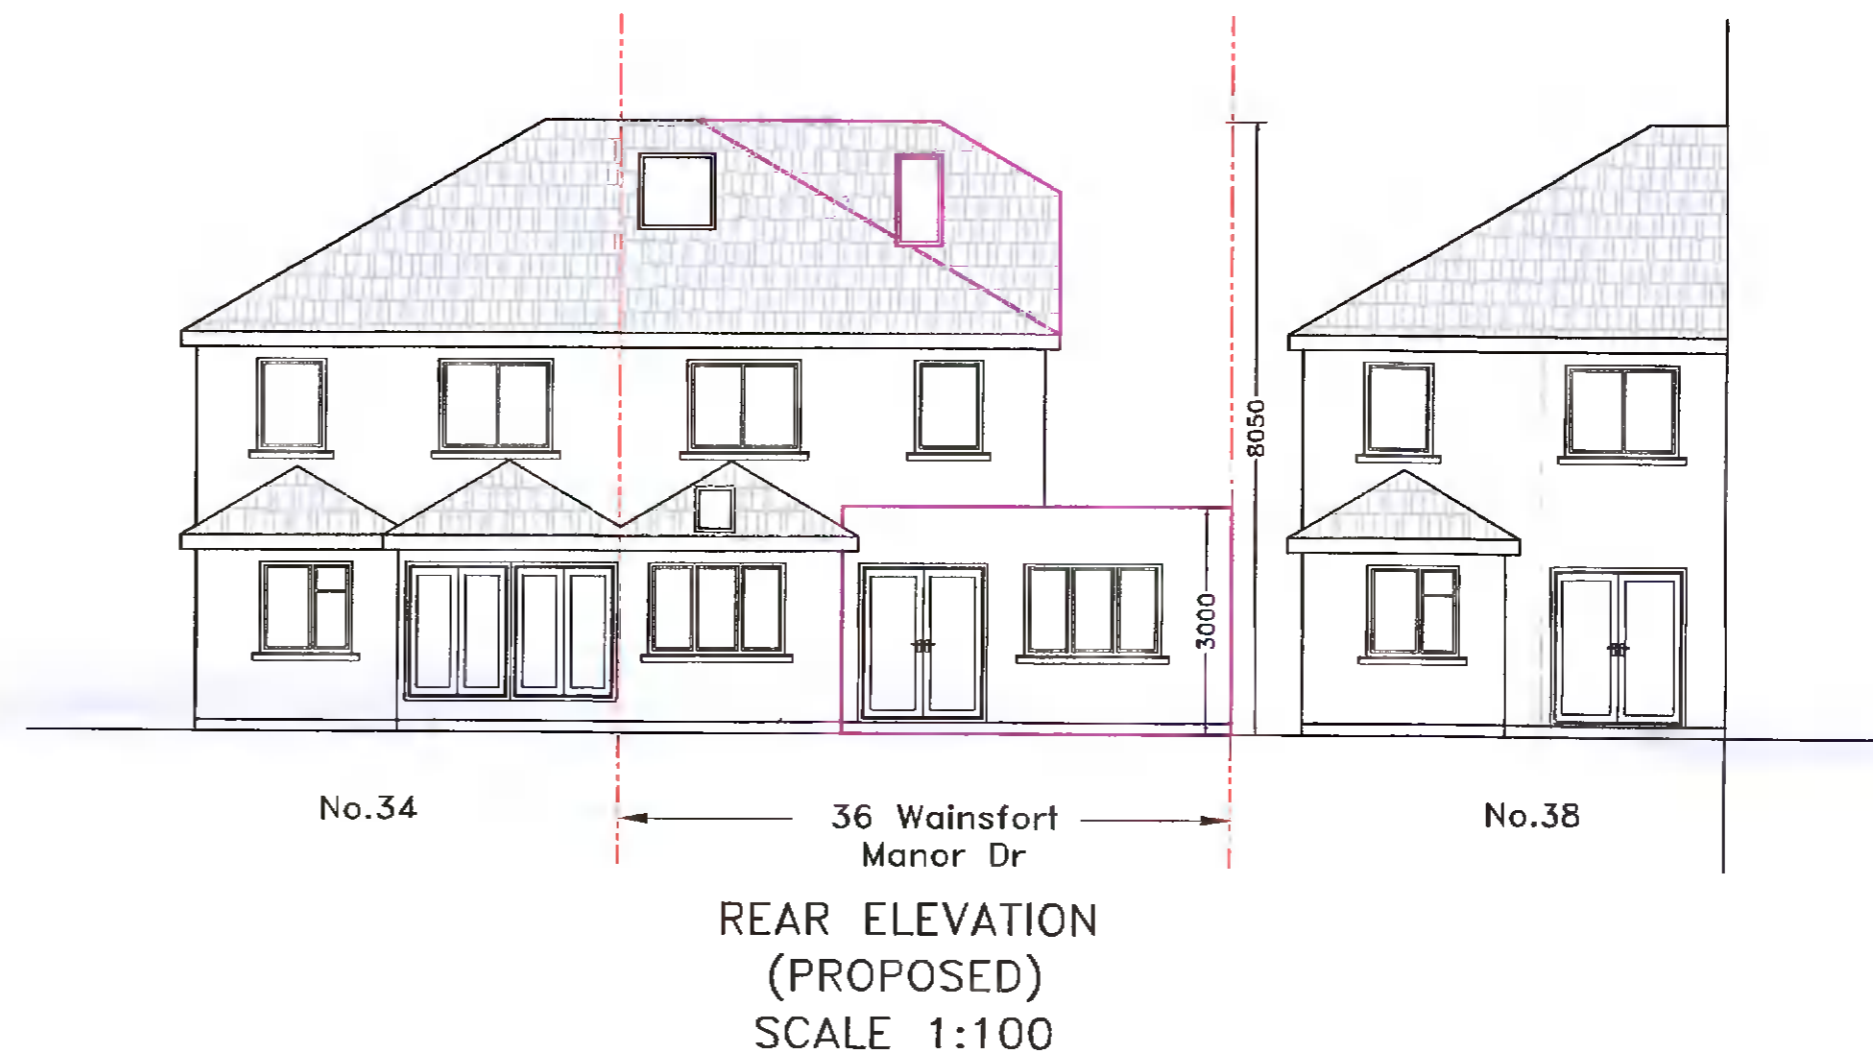 8050
3000
No.34
36 Wainsfort
Manor Dr
No.38
REAR ELEVATION
(PROPOSED)
SCALE 1:100